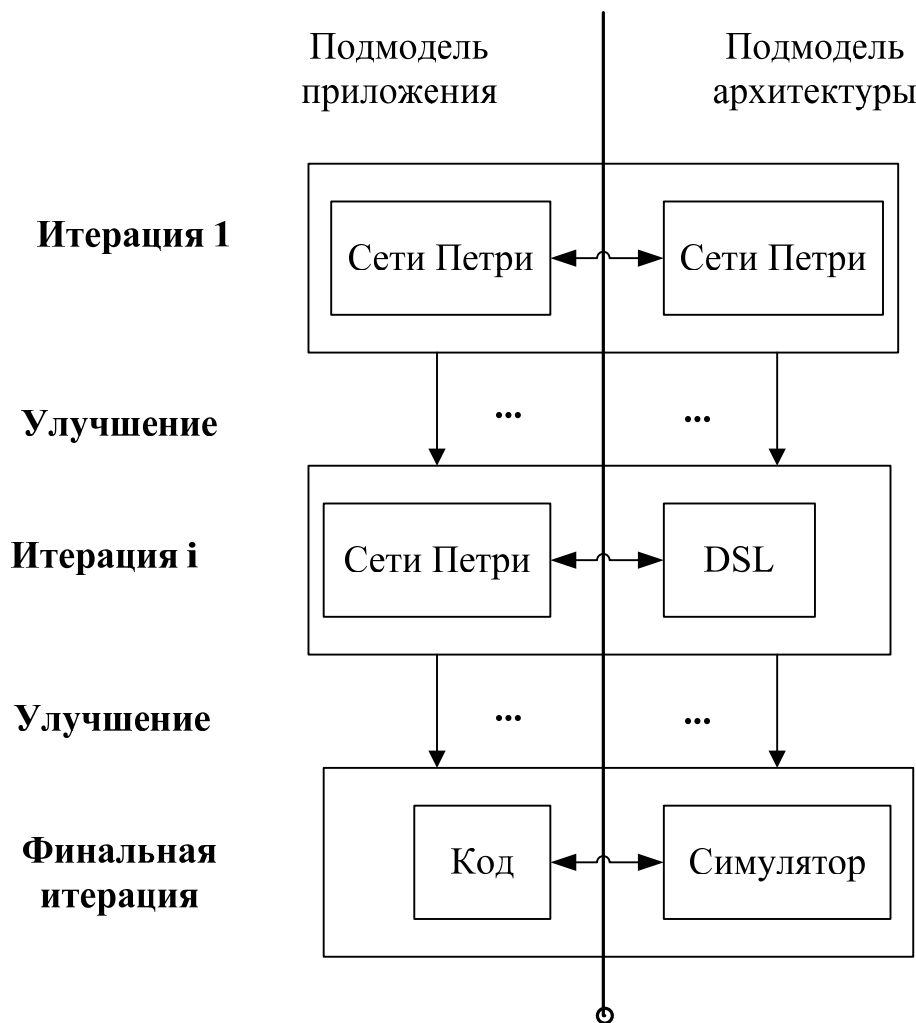 Подмодель
приложения
Подмодель
архитектуры
Итерация 1
Сети Петри
Сети Петри
Улучшение
...
...
Итерация i
Сети Петри
DSL
Улучшение
...
...
Финальная
итерация
Код
Симулятор